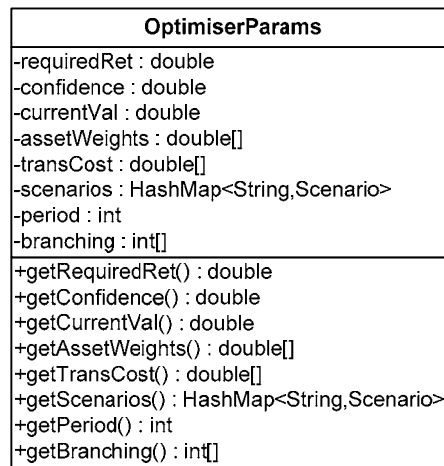 OptimiserParams
-requiredRet : double
-confidence : double
-currentVal : double
-assetWeights : double[]
-transCost : double[]
-scenarios : HashMap<String,Scenario>
-period : int
-branching : int[]
+getRequiredRet() : double
+getConfidence() : double
+getCurrentVal() : double
+getAssetWeights() : double[]
+getTransCost() : double[]
+getScenarios() : HashMap<String,Scenario>
+getPeriod() : int
+getBranching() : int[]